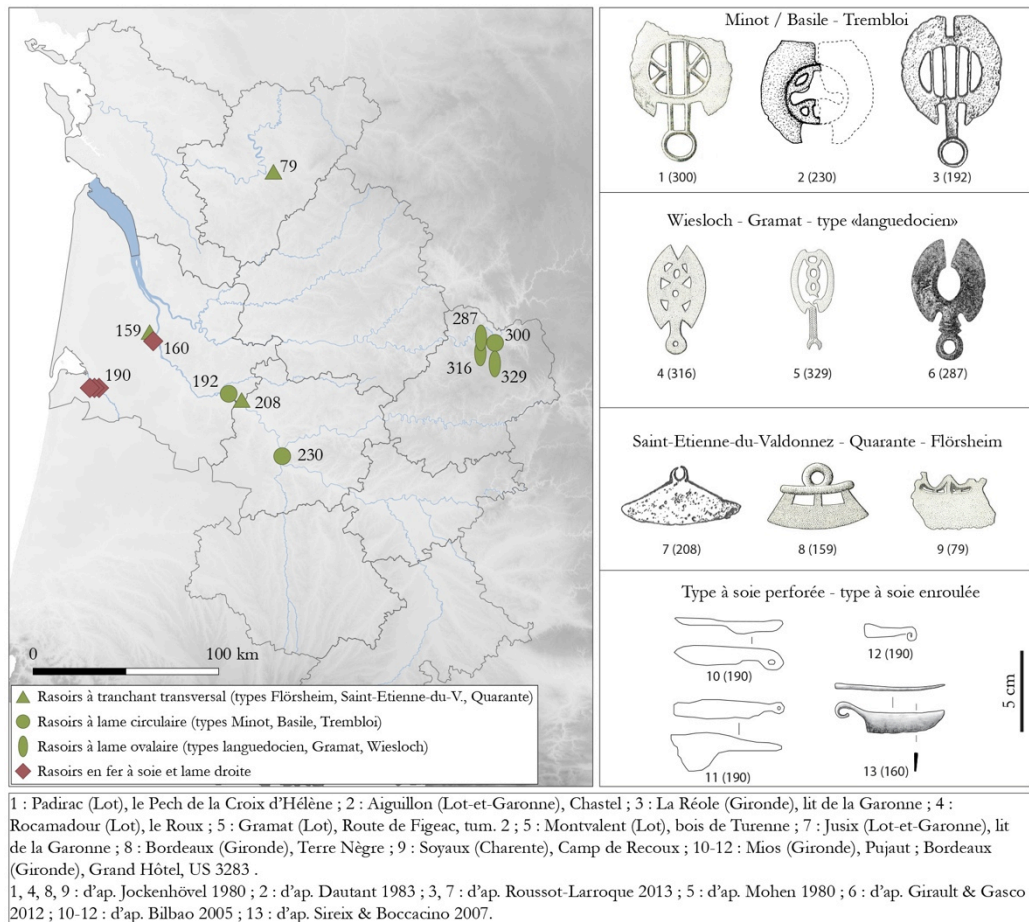 79
159
160
190
192
208
230
287
300
316
329
0
100 km
Rasoirs à tranchant transversal (types Flörsheim, Saint-Etienne-du-V., Quarante)
Rasoirs à lame circulaire (types Minot, Basile, Trembloi)
Rasoirs à lame ovalaire (types languedocien, Gramat, Wiesloch)
Rasoirs en fer à soie et lame droite
Minot / Basile - Trembloi
1 (300)
2 (230)
3 (192)
Wiesloch - Gramat - type «languedocien»
4 (316)
5 (329)
6 (287)
Saint-Etienne-du-Valdonnez - Quarante - Flörsheim
7 (208)
8 (159)
9 (79)
Type à soie perforée - type à soie enroulée
10 (190)
12 (190)
11 (190)
13 (160)
5 cm
1 : Padirac (Lot), le Pech de la Croix d'Hélène ; 2 : Aiguillon (Lot-et-Garonne), Chastel ; 3 : La Réole (Gironde), lit de la Garonne ; 4 :
Rocamadour (Lot), le Roux ; 5 : Gramat (Lot), Route de Figeac, tum. 2 ; 5 : Montvalent (Lot), bois de Turenne ; 7 : Jusix (Lot-et-Garonne), lit
de la Garonne ; 8 : Bordeaux (Gironde), Terre Nègre ; 9 : Soyaux (Charente), Camp de Recoux ; 10-12 : Mios (Gironde), Pujaut ; Bordeaux
(Gironde), Grand Hôtel, US 3283 .
1, 4, 8, 9 : d'ap. Jockenhövel 1980 ; 2 : d'ap. Dautant 1983 ; 3, 7 : d'ap. Roussot-Larroque 2013 ; 5 : d'ap. Mohen 1980 ; 6 : d'ap. Girault & Gasco
2012 ; 10-12 : d'ap. Bilbao 2005 ; 13 : d'ap. Sireix & Boccacino 2007.